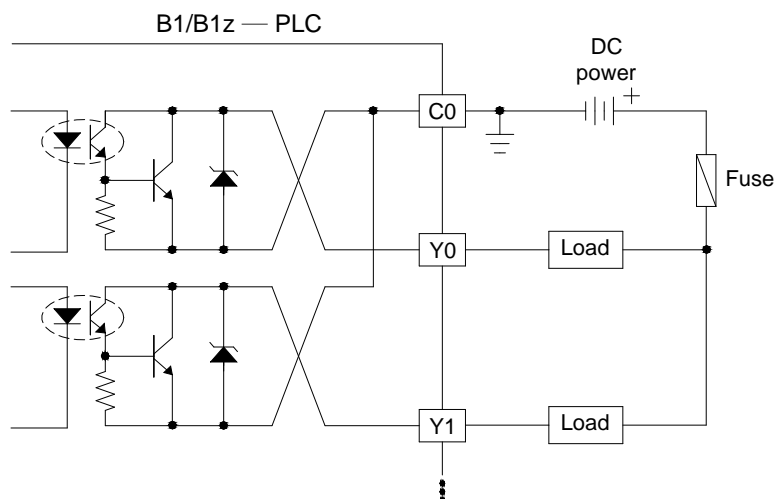 B1/B1z — PLC
DC
power
+
C0
Fuse
Y0
Load
Y1
Load